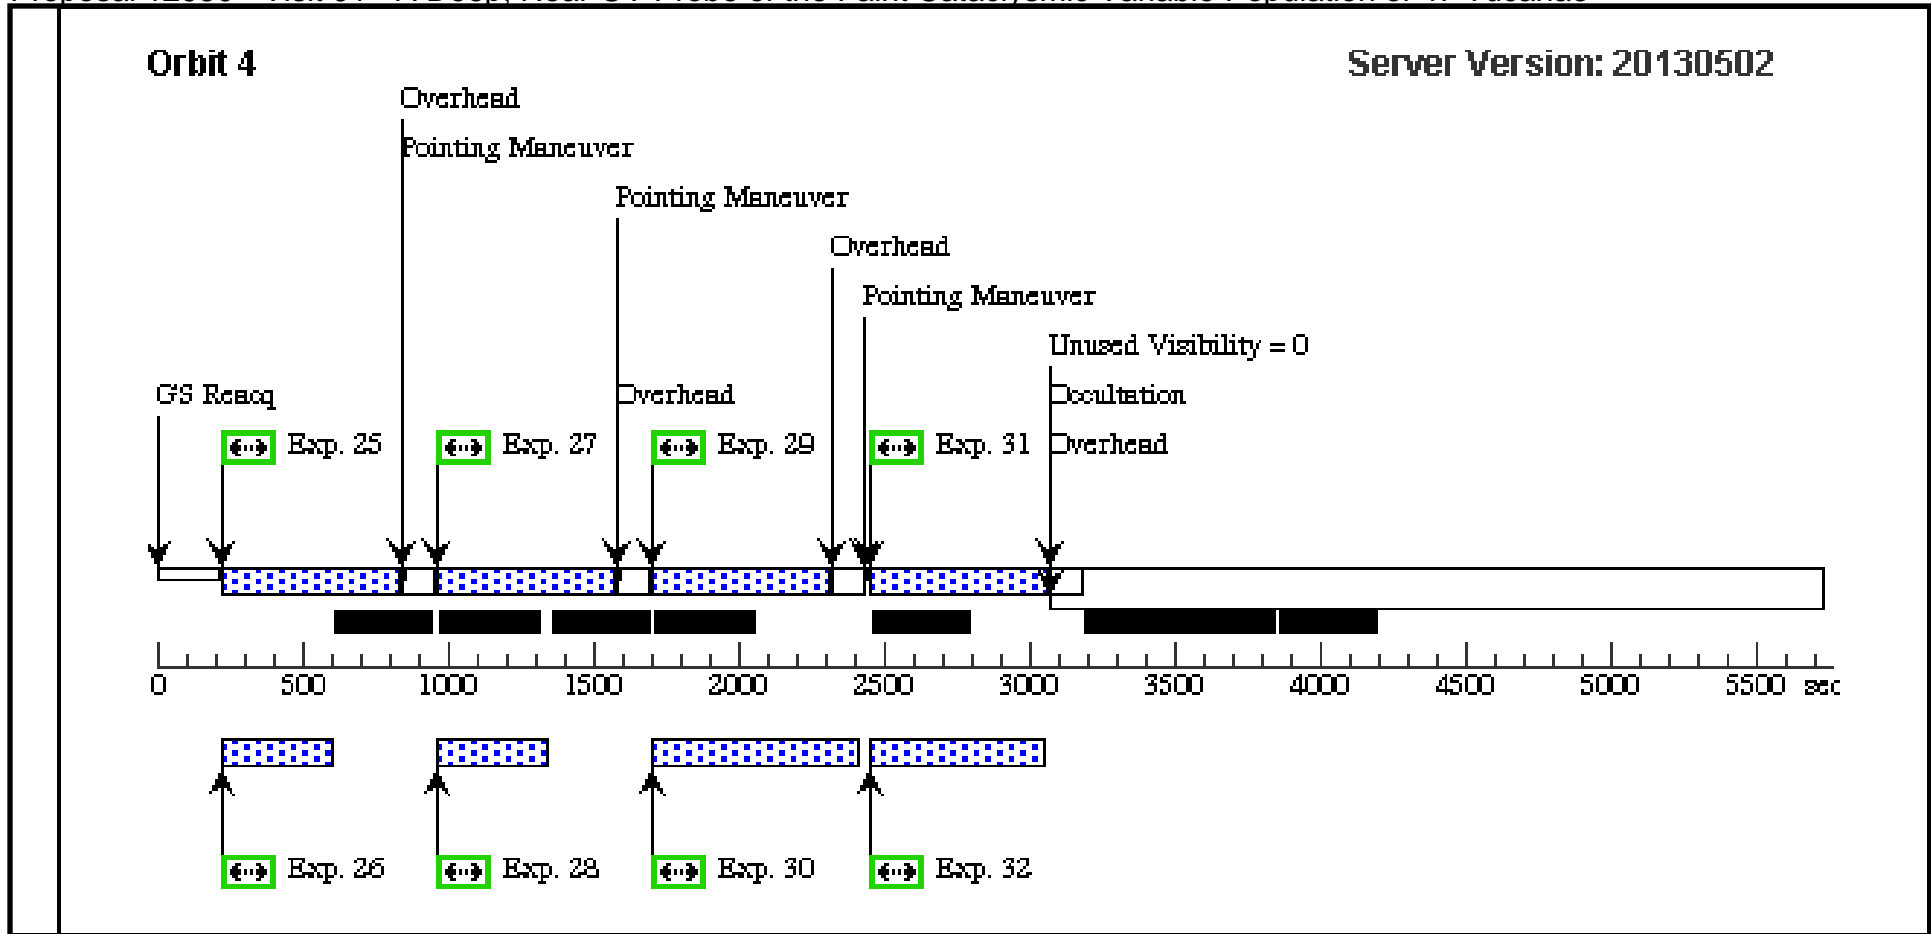 Orbit 4
Server Version: 20130502
Overhead
Pointing Maneuver
Pointing Maneuver
Overhead
Pointing Maneuver
Unused Visibility = 0
GS Reacq
Overhead
Occultation
Exp. 25
Exp. 27
Exp. 29
Exp. 31
Overhead
0 500 1000 1500 2000 2500 3000 3500 4000 4500 5000 5500 sec
Exp. 26
Exp. 28
Exp. 30
Exp. 32